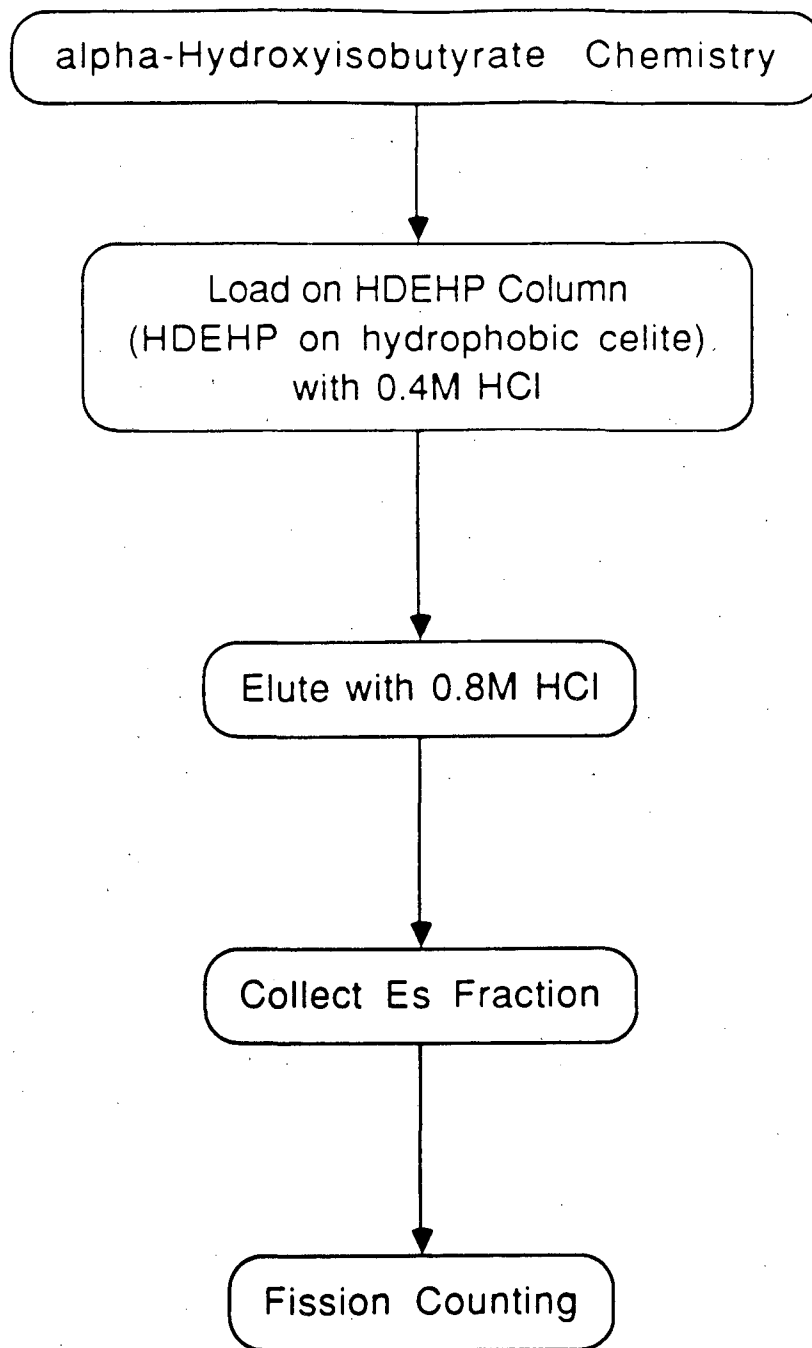 alpha-Hydroxyisobutyrate Chemistry
Load on HDEHP Column
(HDEHP on hydrophobic celite)
with 0.4M HCl
Elute with 0.8M HCl
Collect Es Fraction
Fission Counting